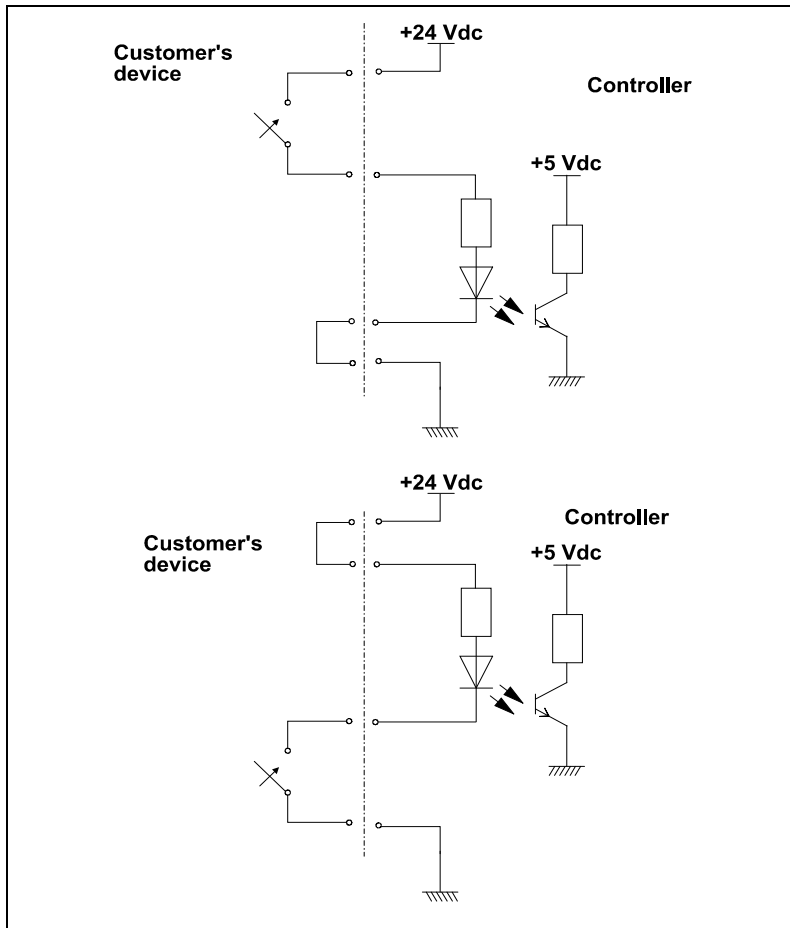 +24 Vdc
Customer's
device
Controller
+5 Vdc
+24 Vdc
Controller
Customer's
device
+5 Vdc